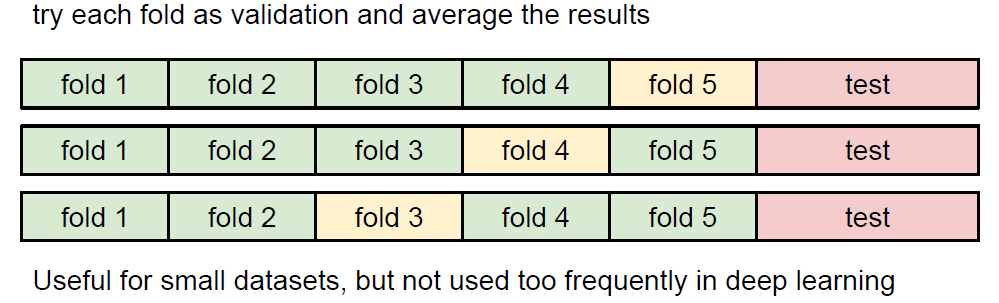 try each fold as validation and average the results
fold 1 fold 2 fold 3 fold 4 fold 5 test
fold 1 fold 2 fold 3 fold 4 fold 5 test
fold 1 fold 2 fold 3 fold 4 fold 5 test
Useful for small datasets, but not used too frequently in deep learning